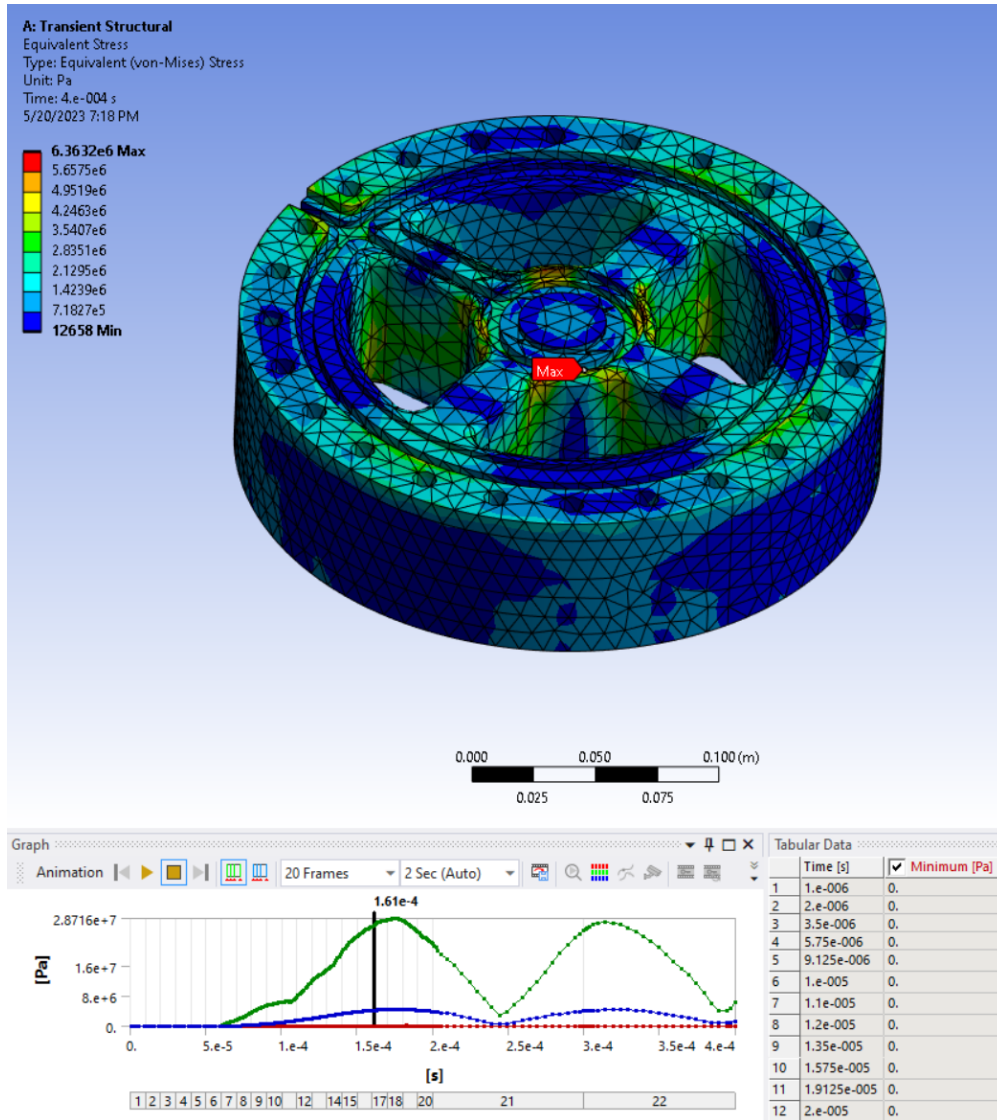 A: Transient Structural
Equivalent Stress
Type: Equivalent (von-Mises) Stress
Unit: Pa
Time: 4.e-004 s
5/20/2023 7:18 PM
6.3632e6 Max
5.6575e6
4.9519e6
4.2463e6
3.5407e6
2.8351e6
2.1295e6
1.4239e6
7.1827e5
12658 Min
Max
0.000 0.050 0.100 (m)
0.025 0.075
Graph
Animation 20 Frames 2 Sec (Auto)
1.61e-4
2.8716e+7
1.6e+7
8.e+6
0.
[Pa]
0. 5.e-5 1.e-4 1.5e-4 2.e-4 2.5e-4 3.e-4 3.5e-4 4.e-4
[s]
1 2 3 4 5 6 7 8 9 10 12 14 15 17 18 20 21 22
Tabular Data
Time [s] Minimum [Pa]
1 1.e-006 0.
2 2.e-006 0.
3 3.5e-006 0.
4 5.75e-006 0.
5 9.125e-006 0.
6 1.e-005 0.
7 1.1e-005 0.
8 1.2e-005 0.
9 1.35e-005 0.
10 1.575e-005 0.
11 1.9125e-005 0.
12 2.e-005 0.